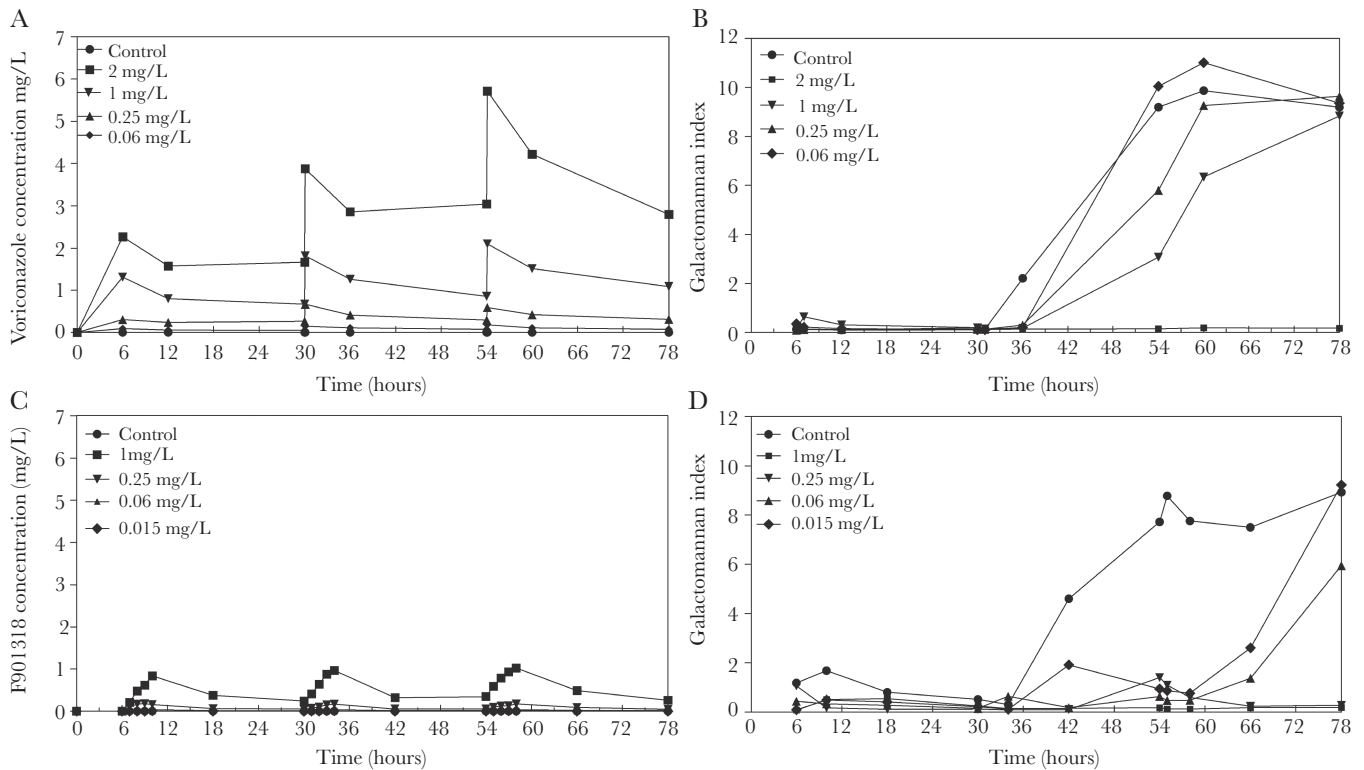 A
Voriconazole concentration mg/L
7
6
5
4
3
2
1
0
Control
2 mg/L
1 mg/L
0.25 mg/L
0.06 mg/L
0 6 12 18 24 30 36 42 48 54 60 66 72 78
Time (hours)
B
Galactomannan index
12
10
8
6
4
2
0
Control
2 mg/L
1 mg/L
0.25 mg/L
0.06 mg/L
0 6 12 18 24 30 36 42 48 54 60 66 72 78
Time (hours)
C
F901318 concentration (mg/L)
7
6
5
4
3
2
1
0
Control
1mg/L
0.25 mg/L
0.06 mg/L
0.015 mg/L
0 6 12 18 24 30 36 42 48 54 60 66 72 78
Time (hours)
D
Galactomannan index
12
10
8
6
4
2
0
Control
1mg/L
0.25 mg/L
0.06 mg/L
0.015 mg/L
0 6 12 18 24 30 36 42 48 54 60 66 72 78
Time (hours)